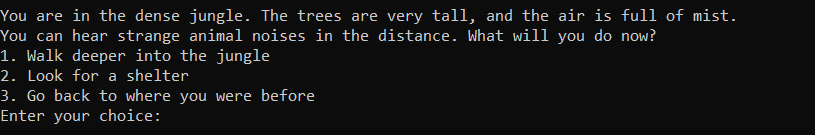 You are in the dense jungle. The trees are very tall, and the air is full of mist.
You can hear strange animal noises in the distance. What will you do now?
1. Walk deeper into the jungle
2. Look for a shelter
3. Go back to where you were before
Enter your choice: